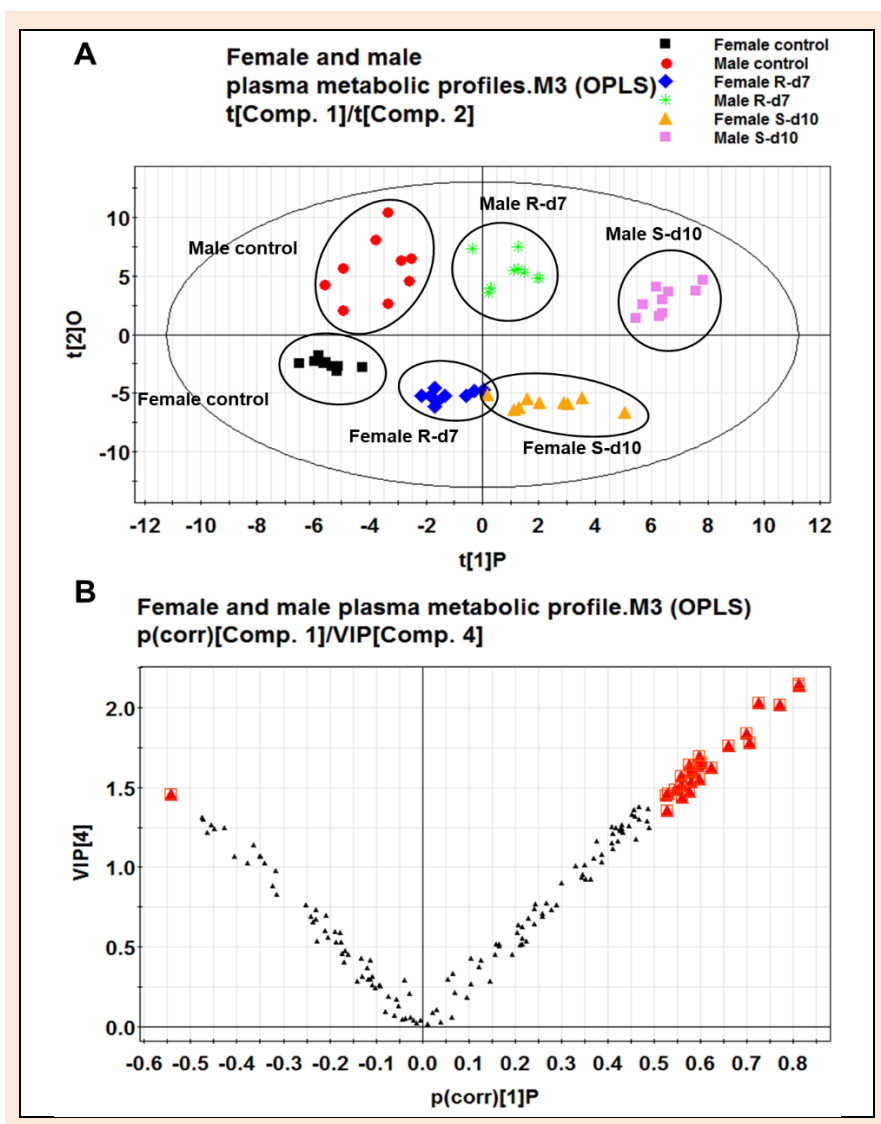 A
Female and male
plasma metabolic profiles.M3 (OPLS)
t[Comp. 1]/t[Comp. 2]
Female control
Male control
Female R-d7
Male R-d7
Female S-d10
Male S-d10
10
5
0
-5
-10
t[2]O
Male control
Male R-d7
Male S-d10
Female control
Female R-d7
Female S-d10
-12 -10 -8 -6 -4 -2 0 2 4 6 8 10 12
t[1]P
B
Female and male plasma metabolic profile.M3 (OPLS)
p(corr)[Comp. 1]/VIP[Comp. 4]
2.0
1.5
1.0
0.5
0.0
VIP[4]
-0.6 -0.5 -0.4 -0.3 -0.2 -0.1 0.0 0.1 0.2 0.3 0.4 0.5 0.6 0.7 0.8
p(corr)[1]P